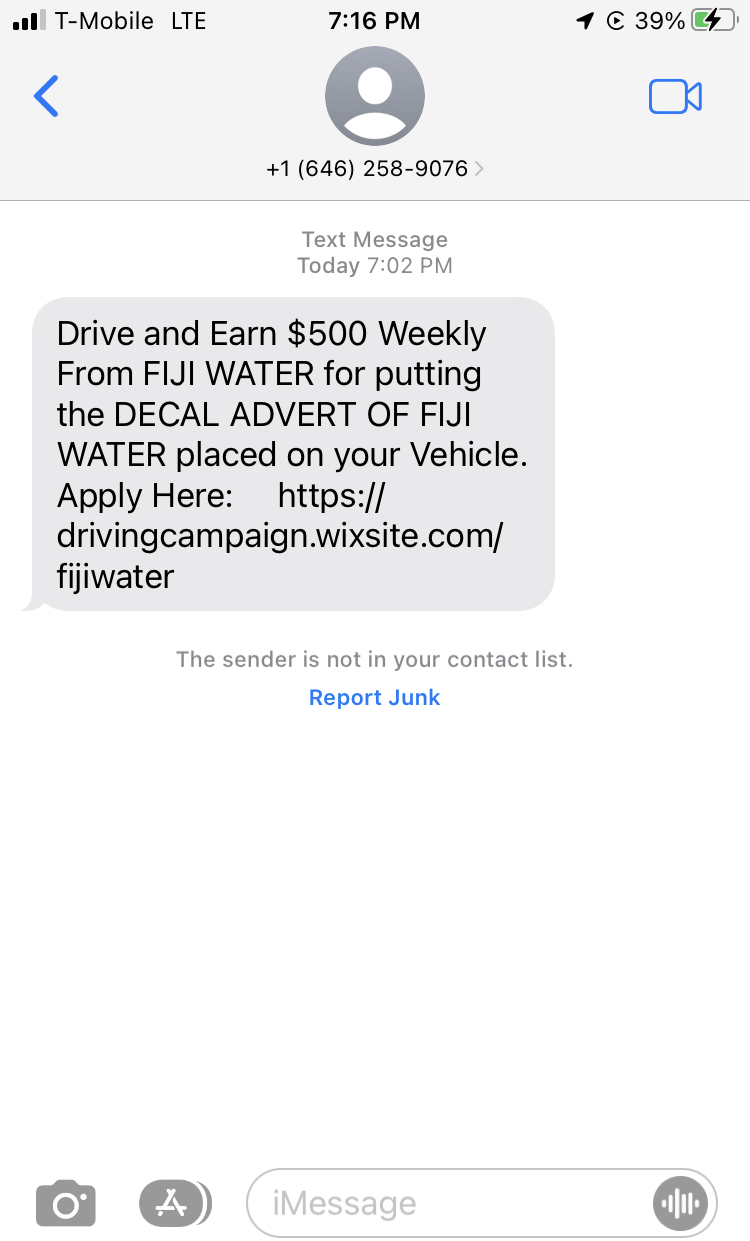 T-Mobile LTE 7:16 PM 39%
+1 (646) 258-9076
Text Message
Today 7:02 PM
Drive and Earn $500 Weekly
From FIJI WATER for putting
the DECAL ADVERT OF FIJI
WATER placed on your Vehicle.
Apply Here: https://
drivingcampaign.wixsite.com/
fijiwater
The sender is not in your contact list.
Report Junk
iMessage